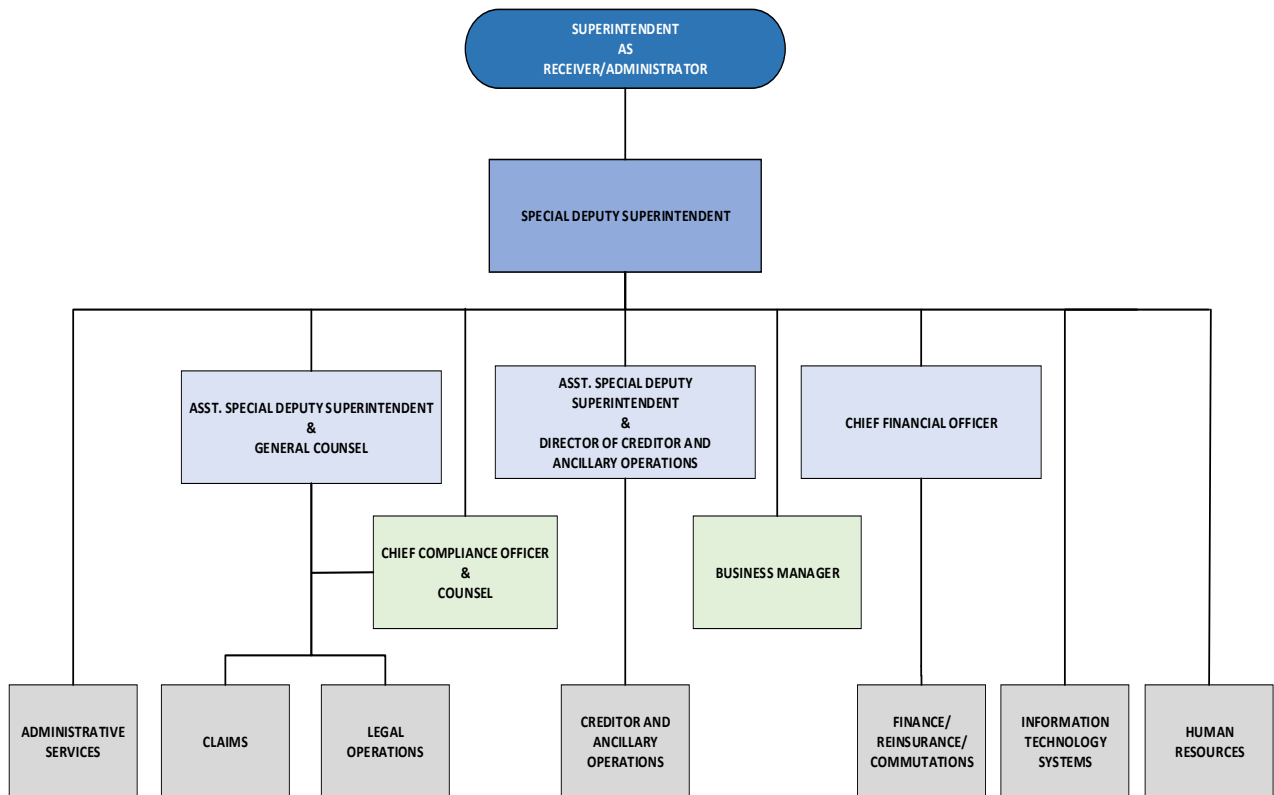 SUPERINTENDENT
AS
RECEIVER/ADMINISTRATOR
SPECIAL DEPUTY SUPERINTENDENT
ASST. SPECIAL DEPUTY SUPERINTENDENT
&
GENERAL COUNSEL
ASST. SPECIAL DEPUTY
SUPERINTENDENT
&
DIRECTOR OF CREDITOR AND
ANCILLARY OPERATIONS
CHIEF FINANCIAL OFFICER
CHIEF COMPLIANCE OFFICER
&
COUNSEL
BUSINESS MANAGER
ADMINISTRATIVE
SERVICES
CLAIMS
LEGAL
OPERATIONS
CREDITOR AND
ANCILLARY
OPERATIONS
FINANCE/
REINSURANCE/
COMMUTATIONS
INFORMATION
TECHNOLOGY
SYSTEMS
HUMAN
RESOURCES